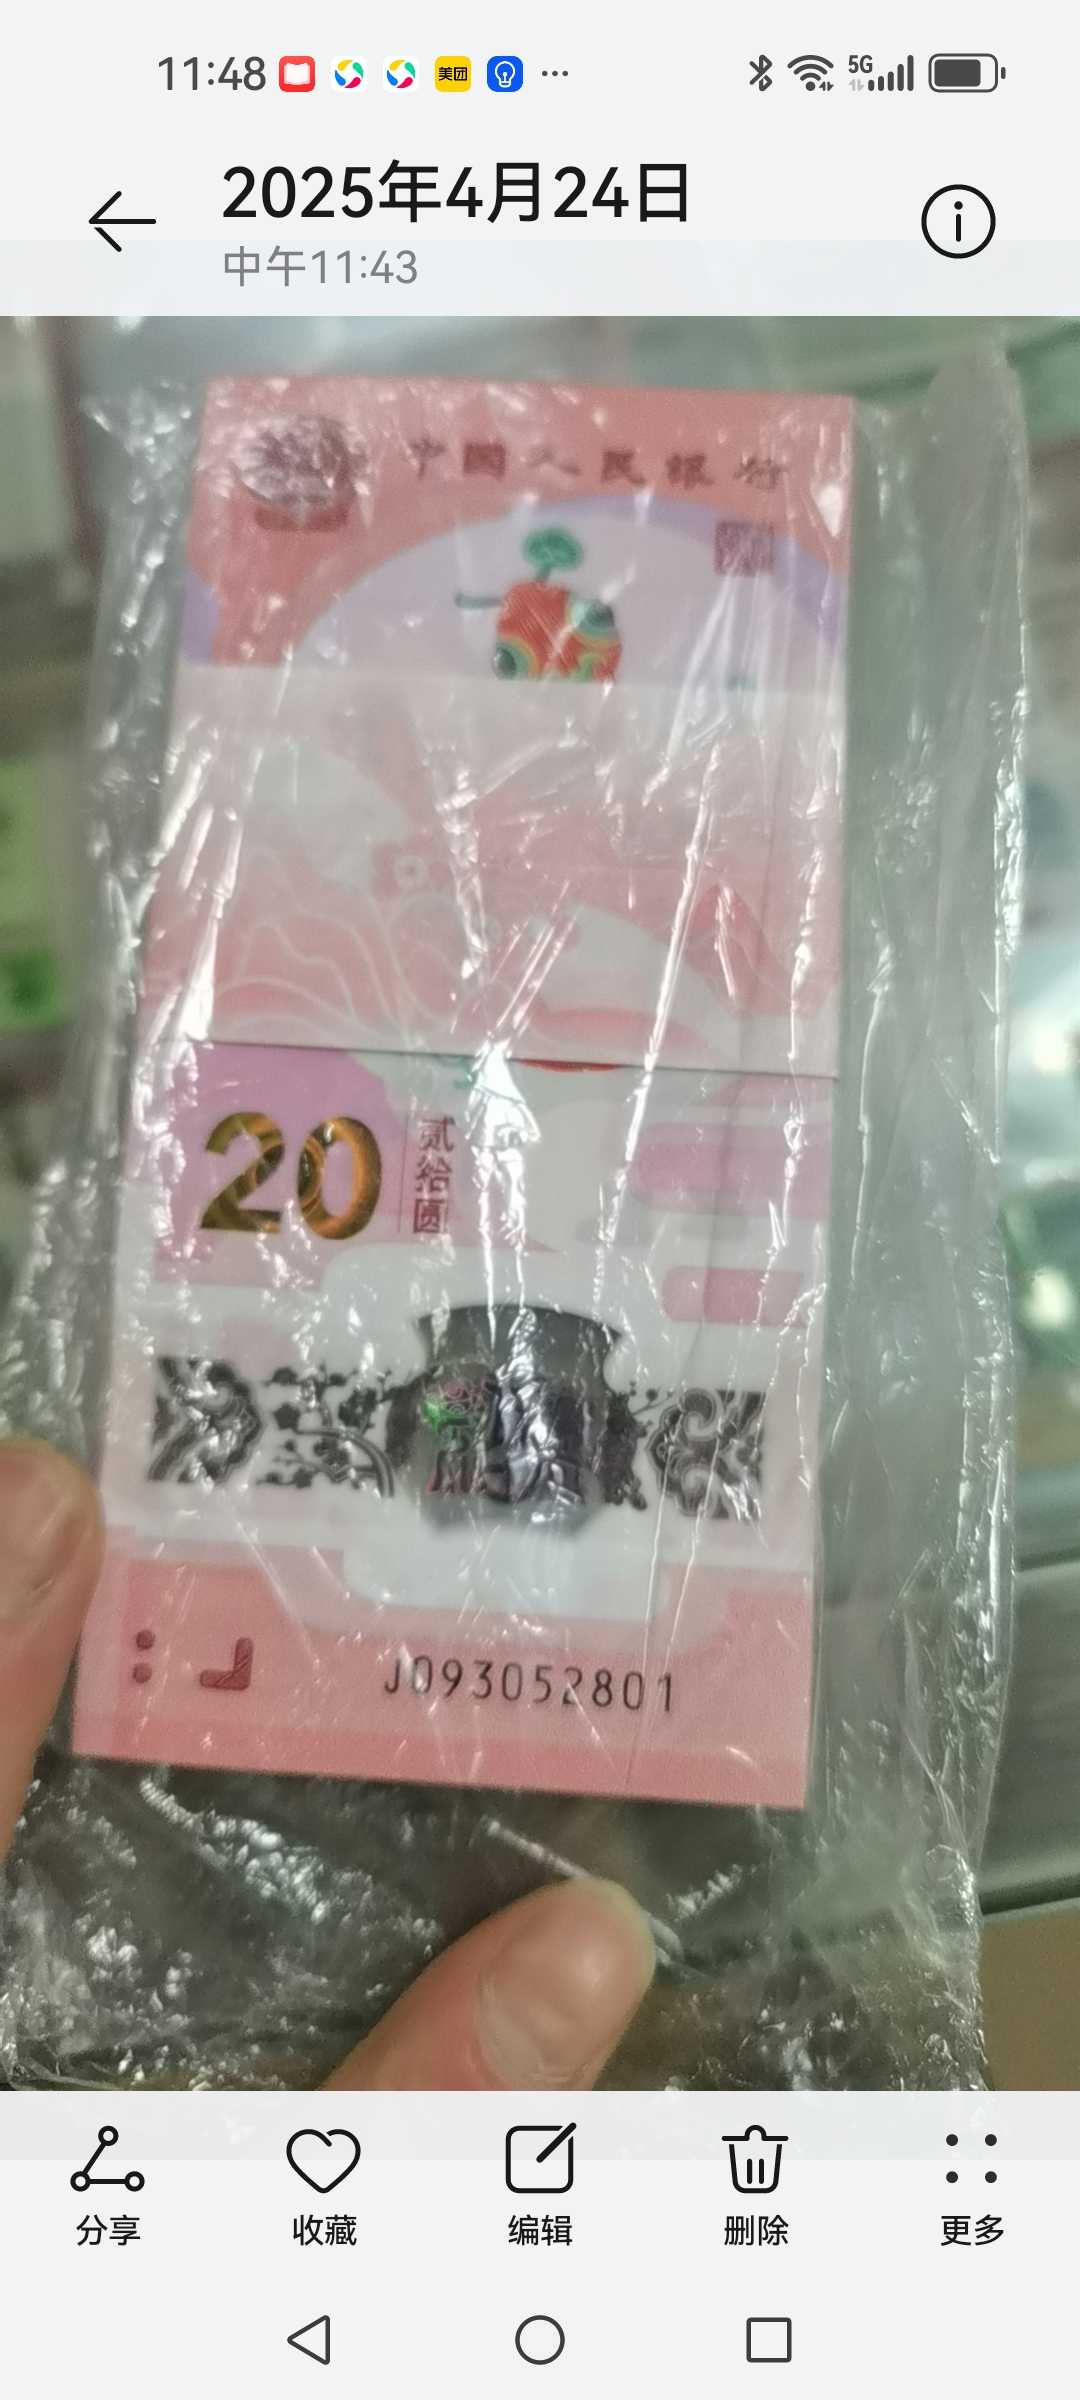 11:48 美团 5G
2025年4月24日
中午11:43
中国人民银行
20 贰拾圆
J093052801
分享 收藏 编辑 删除 更多